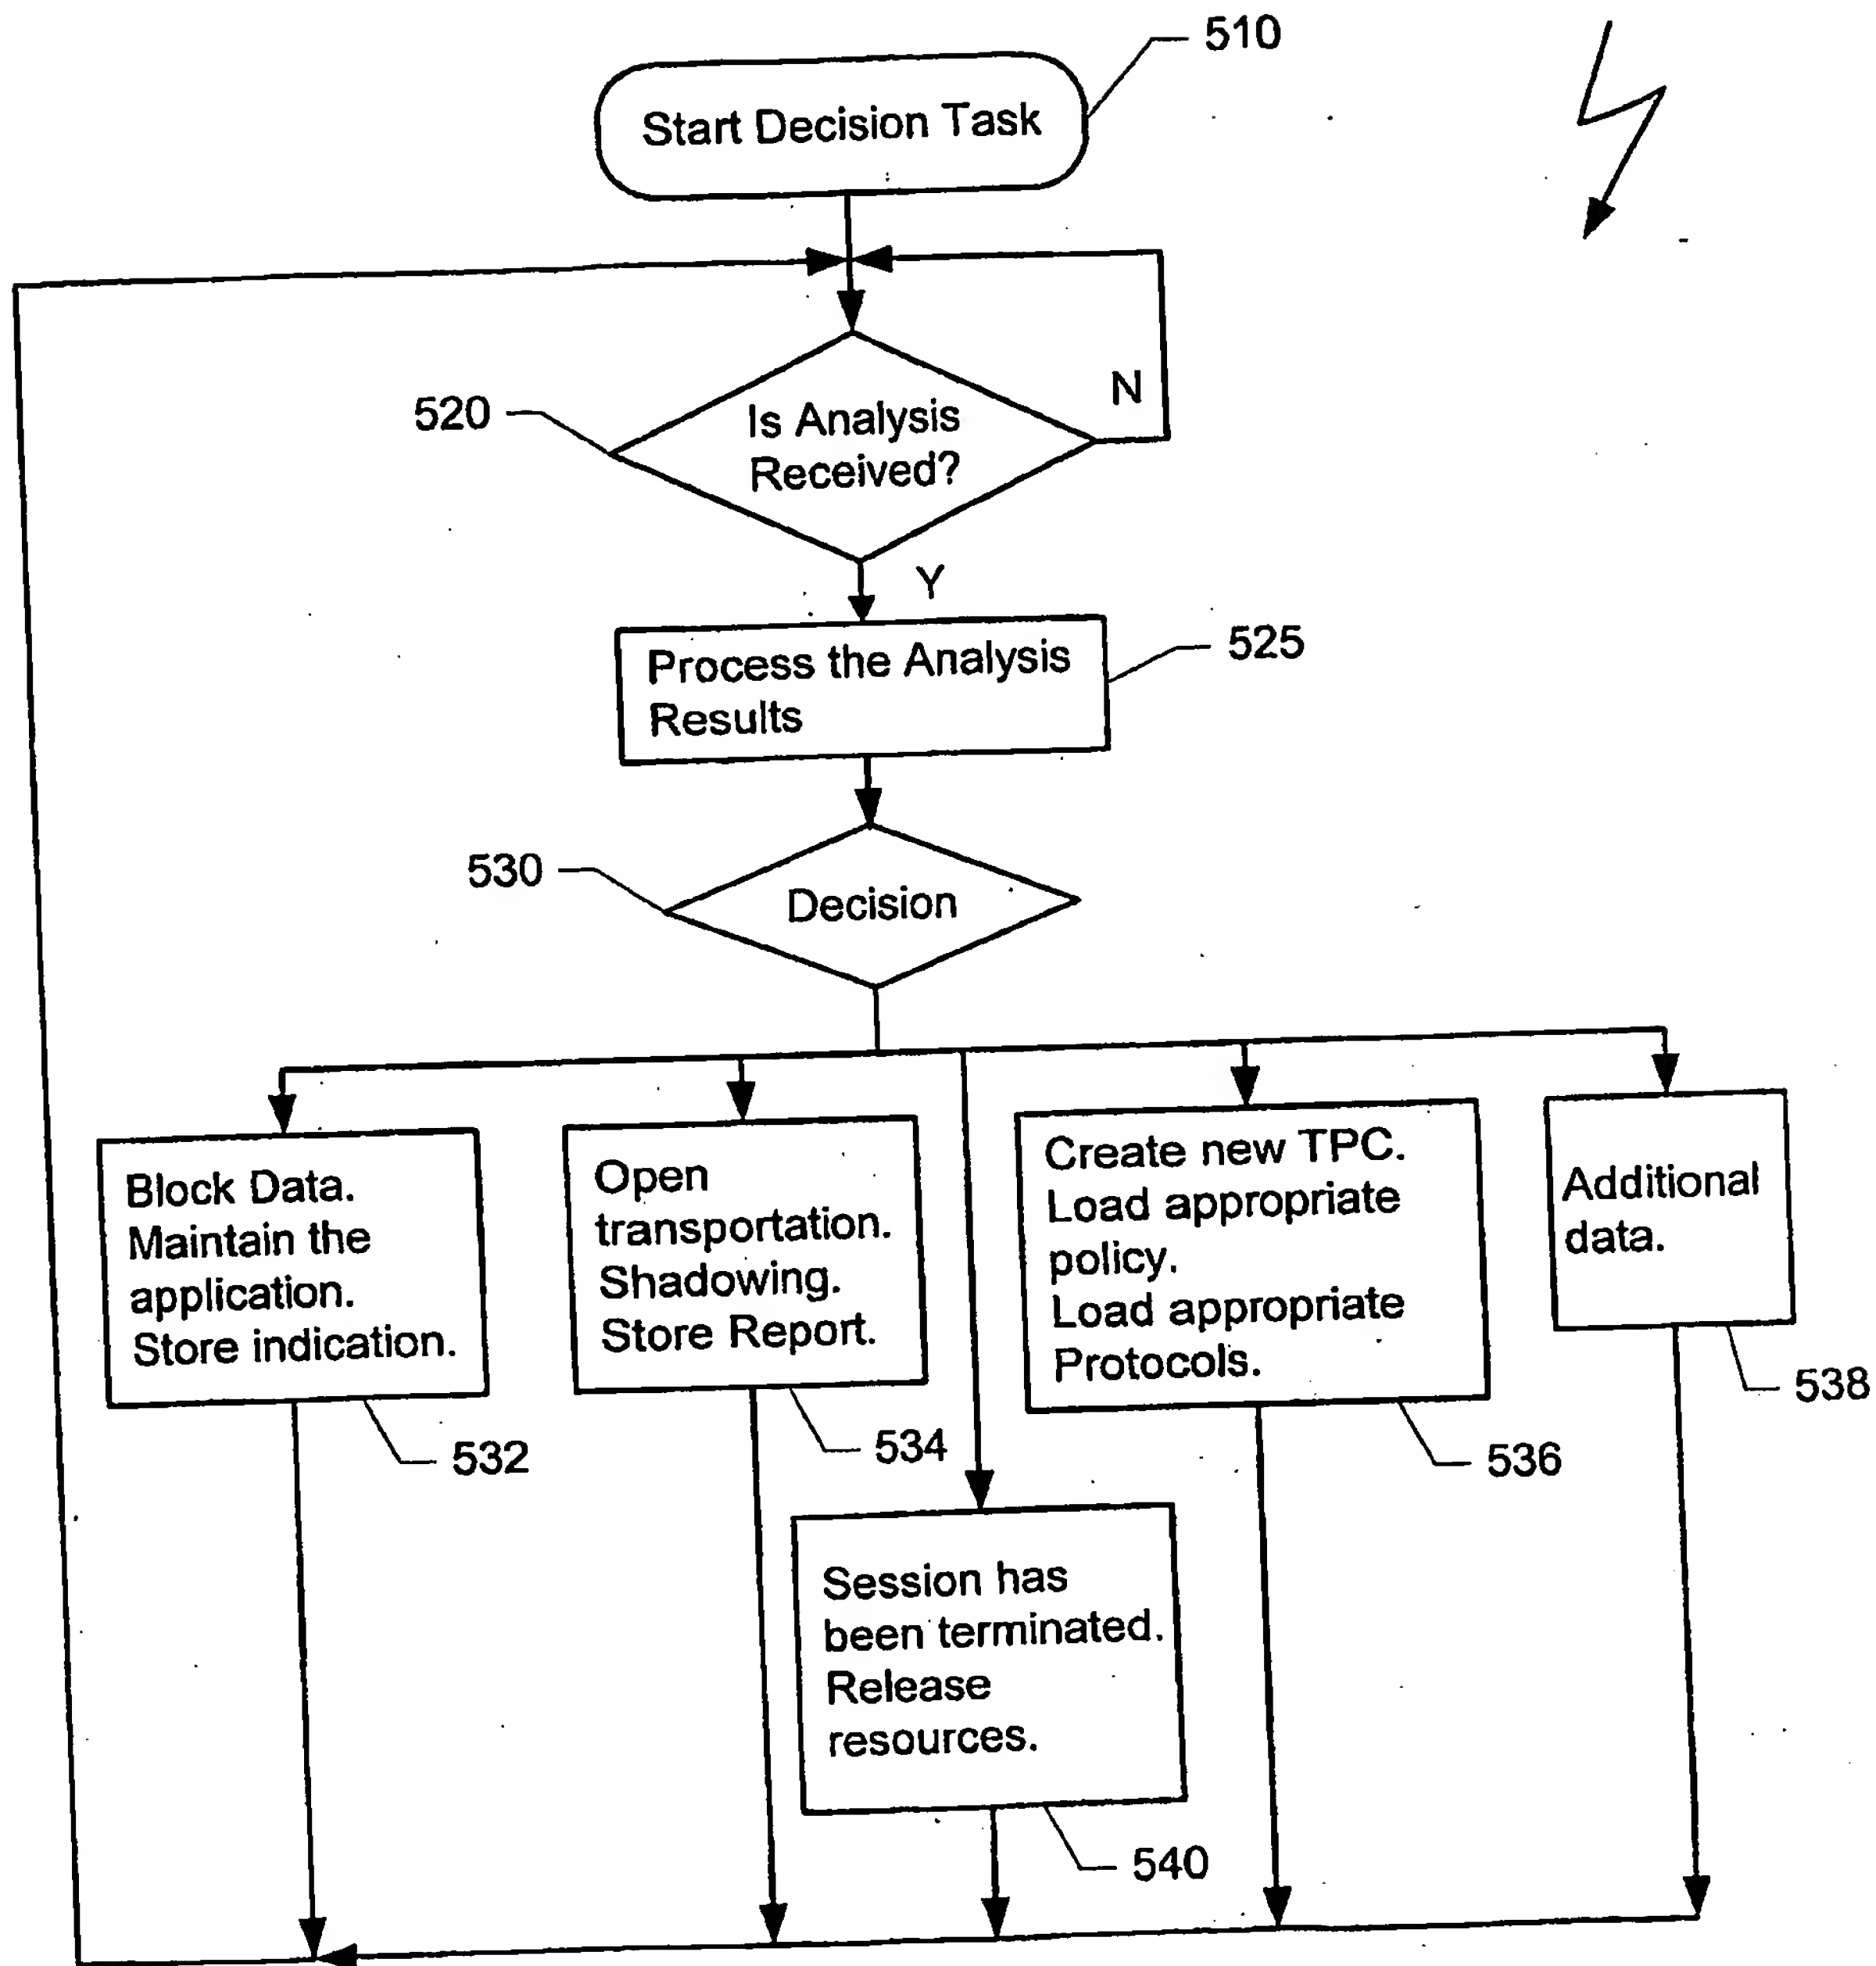 510
Start Decision Task
N
520
Is Analysis
Received?
Y
525
Process the Analysis
Results
530
Decision
Block Data.
Maintain the
application.
Store indication.
532
Open
transportation.
Shadowing.
Store Report.
534
Create new TPC.
Load appropriate
policy.
Load appropriate
Protocols.
536
Additional
data.
538
Session has
been terminated.
Release
resources.
540